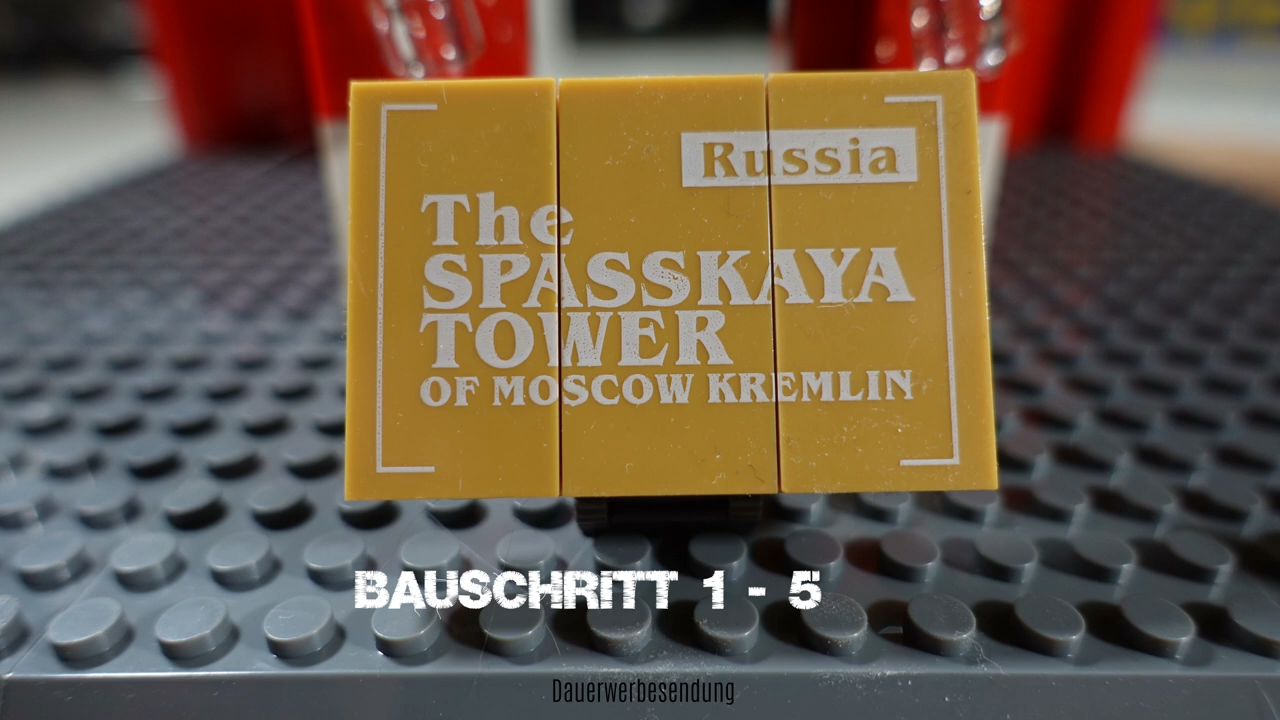 Russia
The
SPASSKAYA
TOWER
OF MOSCOW KREMLIN
BAUSCHRITT 1 - 5
Dauerwerbesendung